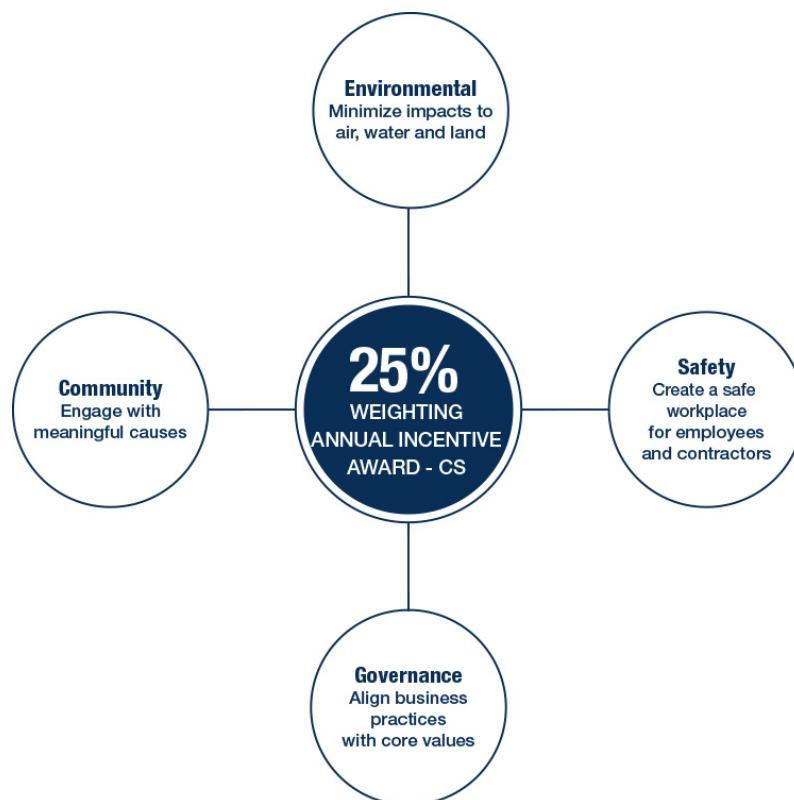 Environmental
Minimize impacts to
air, water and land
Community
Engage with
meaningful causes
25%
WEIGHTING
ANNUAL INCENTIVE
AWARD - CS
Safety
Create a safe
workplace
for employees
and contractors
Governance
Align business
practices
with core values